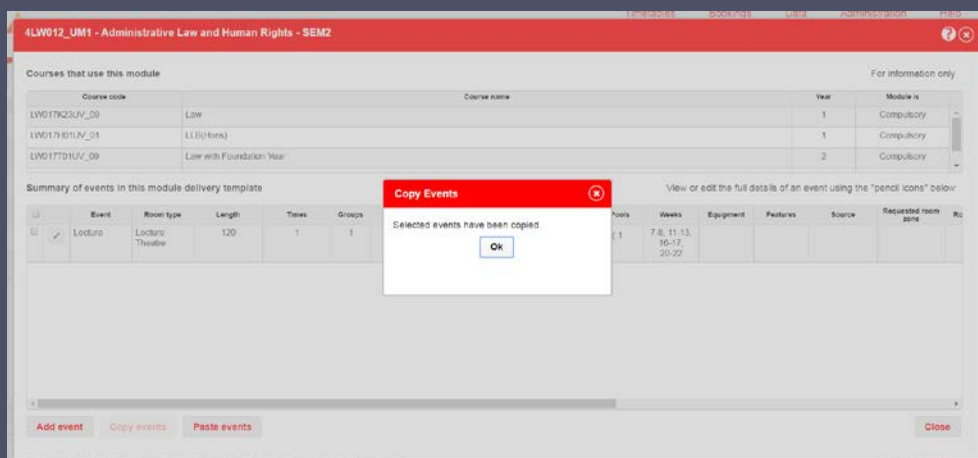 Timetables Bookings Data Administration Help
4LW012_UM1 - Administrative Law and Human Rights - SEM2
Courses that use this module For information only
Course code Course name Year Module is
LW017K23UV_00 Law 1 Compulsory
LW017H01UV_01 LLB(Hons) 1 Compulsory
LW017T01UV_00 Law with Foundation Year 2 Compulsory
Summary of events in this module delivery template View or edit the full details of an event using the "pencil icons" below
Event Room type Length Times Groups Pools Weeks Equipment Features Source Requested room zone
Lecture Lecture Theatre 120 1 1 1 7-8, 11-13, 16-17, 20-22
Copy Events
Selected events have been copied.
Ok
Add event Copy events Paste events Close